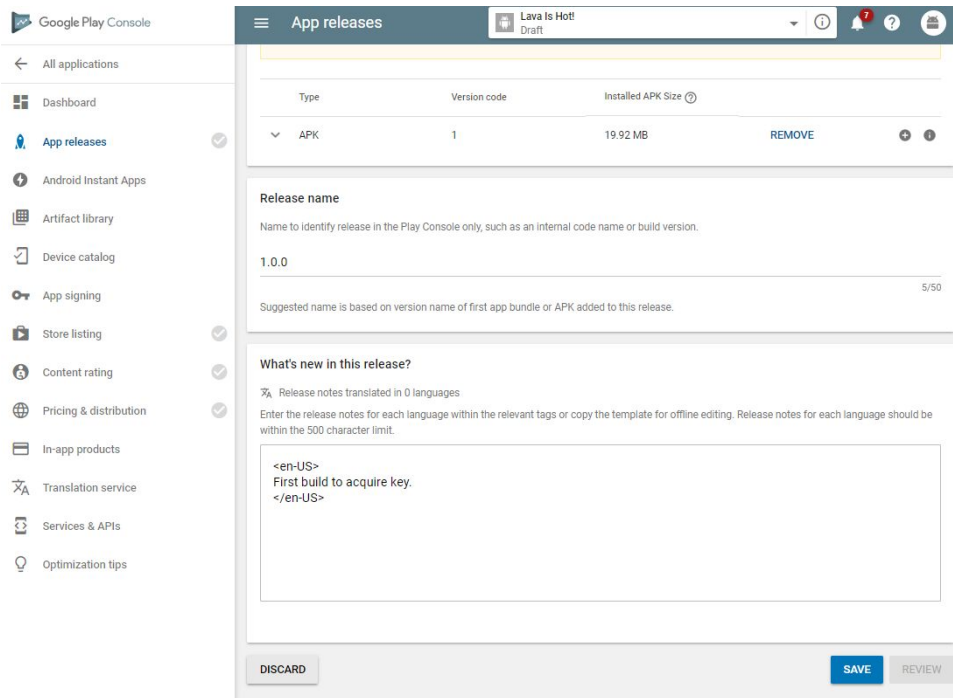 Google Play Console
App releases
Lava Is Hot!
Draft
7
All applications
Dashboard
App releases
Android Instant Apps
Artifact library
Device catalog
App signing
Store listing
Content rating
Pricing & distribution
In-app products
Translation service
Services & APIs
Optimization tips
Type Version code Installed APK Size
APK 1 19.92 MB REMOVE
Release name
Name to identify release in the Play Console only, such as an internal code name or build version.
1.0.0
5/50
Suggested name is based on version name of first app bundle or APK added to this release.
What's new in this release?
Release notes translated in 0 languages
Enter the release notes for each language within the relevant tags or copy the template for offline editing. Release notes for each language should be
within the 500 character limit.
<en-US>
First build to acquire key.
</en-US>
DISCARD SAVE REVIEW